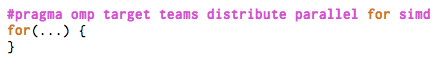 #pragma omp target teams distribute parallel for simd
for(...) {
}